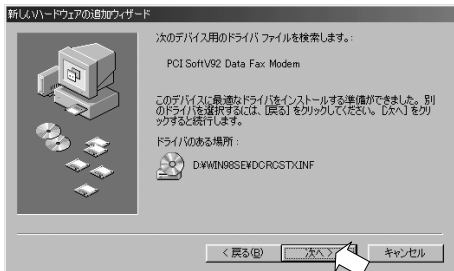 新しいハードウェアの追加ウィザード
次のデバイス用のドライバ ファイルを検索します。:
PCI SoftV92 Data Fax Modem
このデバイスに最適なドライバをインストールする準備ができました。別
のドライバを選択するには、[戻る] をクリックしてください。[次へ] をクリ
ックすると続行します。
ドライバのある場所:
D:¥WIN98SE¥DCRCSTX.INF
< 戻る(B)
次へ >
キャンセル